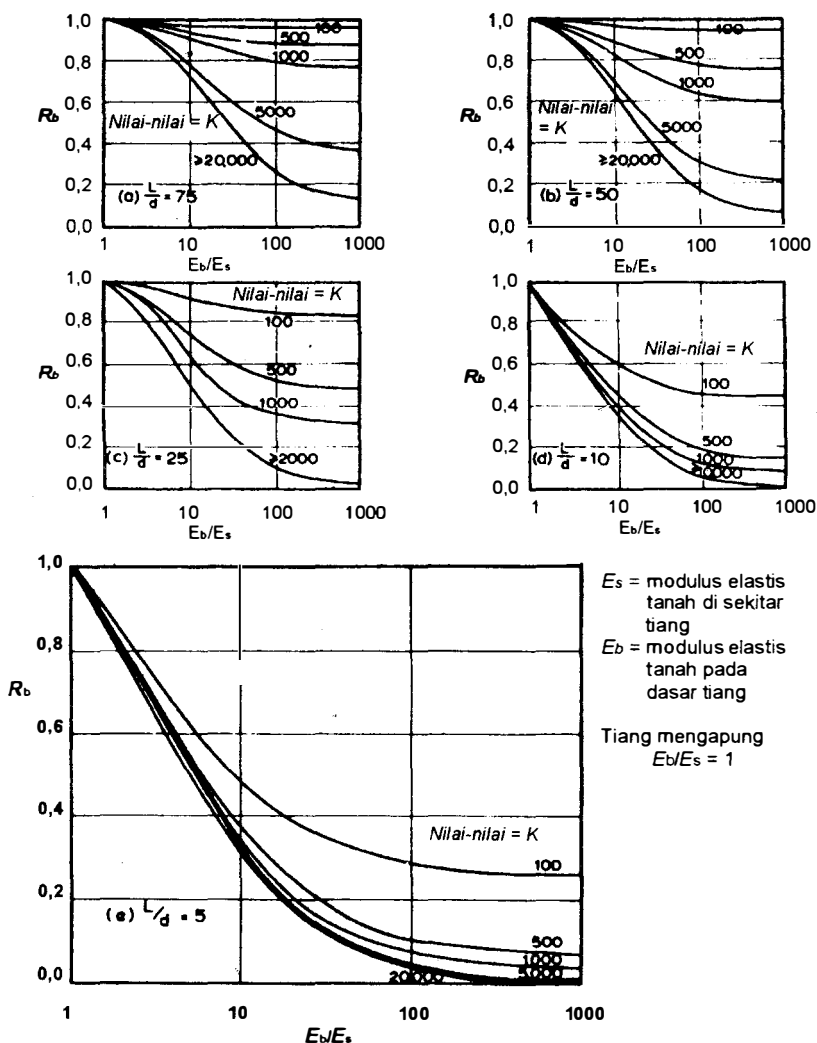 1,0
0,8
0,6
Rb
0,4
0,2
0,0
100
500
1000
5000
Nilai-nilai = K
≥20,000
(a) L/d = 75
1
10
100
1000
Eb/Es
1,0
0,8
0,6
Rb
0,4
0,2
0,0
100
500
1000
Nilai-nilai
= K
5000
≥20,000
(b) L/d = 50
1
10
100
1000
Eb/Es
1,0
0,8
0,6
Rb
0,4
0,2
0,0
Nilai-nilai = K
100
500
1000
≥2000
(c) L/d = 25
1
10
100
1000
Eb/Es
1,0
0,8
0,6
Rb
0,4
0,2
0,0
Nilai-nilai = K
100
500
1000
(d) L/d = 10
1
10
100
1000
Eb/Es
1,0
0,8
Rb
0,6
0,4
0,2
0,0
Nilai-nilai = K
100
500
1000
5000
20,000
(e) L/d = 5
1
10
100
1000
Eb/Es
Es = modulus elastis
tanah di sekitar
tiang
Eb = modulus elastis
tanah pada
dasar tiang
Tiang mengapung
Eb/Es = 1